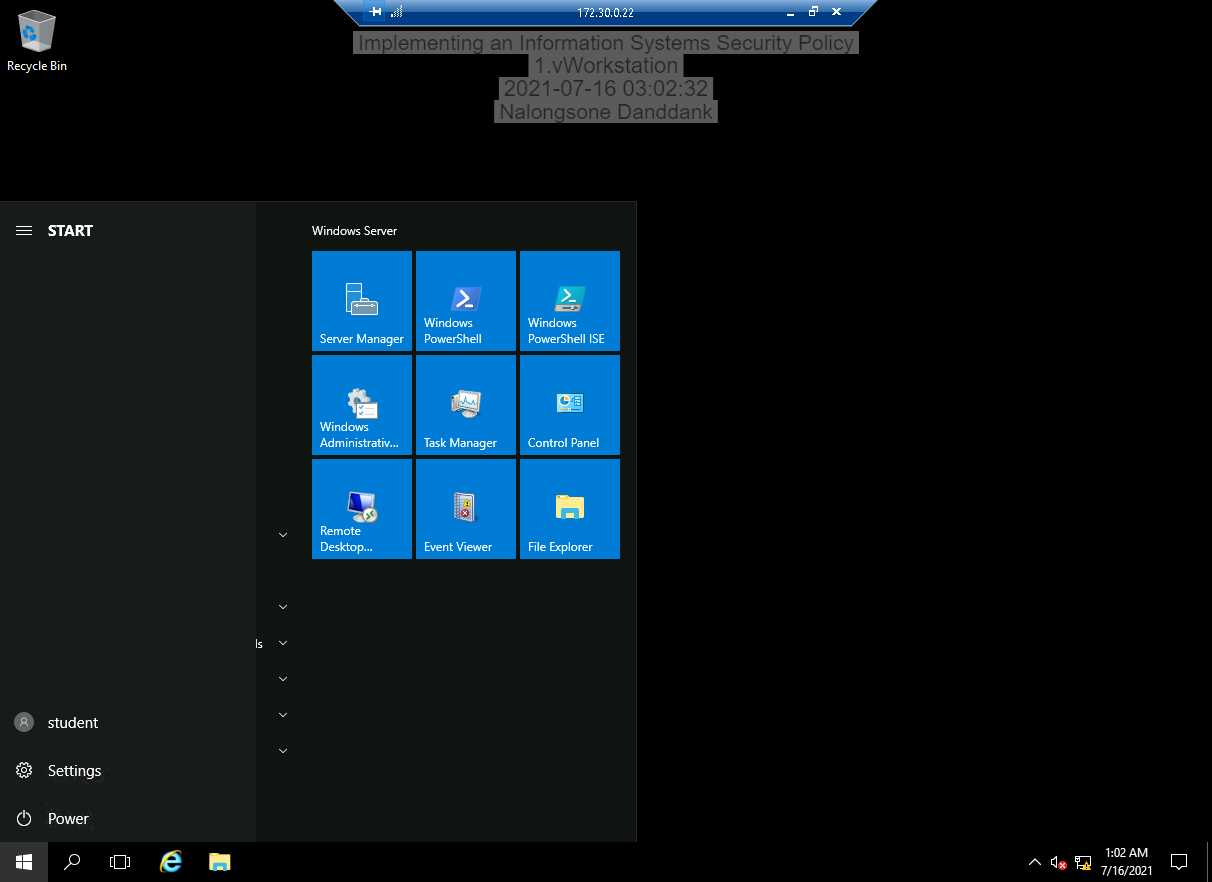 172.30.0.22
Implementing an Information Systems Security Policy
1.vWorkstation
2021-07-16 03:02:32
Nalongsone Danddank
Recycle Bin
START
Windows Server
Server Manager
Windows
PowerShell
Windows
PowerShell ISE
Windows
Administrativ...
Task Manager
Control Panel
Remote
Desktop...
Event Viewer
File Explorer
ls
student
Settings
Power
1:02 AM
7/16/2021